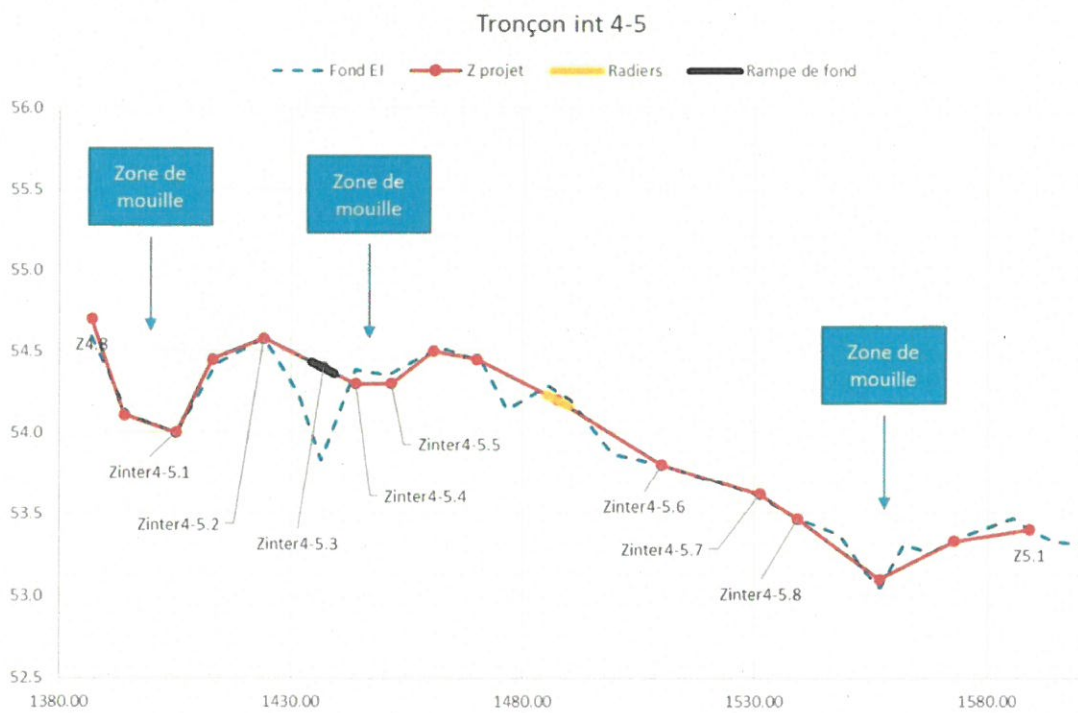 Tronçon int 4-5
Fond EI
Z projet
Radiers
Rampe de fond
56.0
55.5
55.0
54.5
54.0
53.5
53.0
52.5
Zone de
mouille
Zone de
mouille
Zone de
mouille
Z4.8
Zinter4-5.1
Zinter4-5.2
Zinter4-5.3
Zinter4-5.4
Zinter4-5.5
Zinter4-5.6
Zinter4-5.7
Zinter4-5.8
Z5.1
1380.00
1430.00
1480.00
1530.00
1580.00